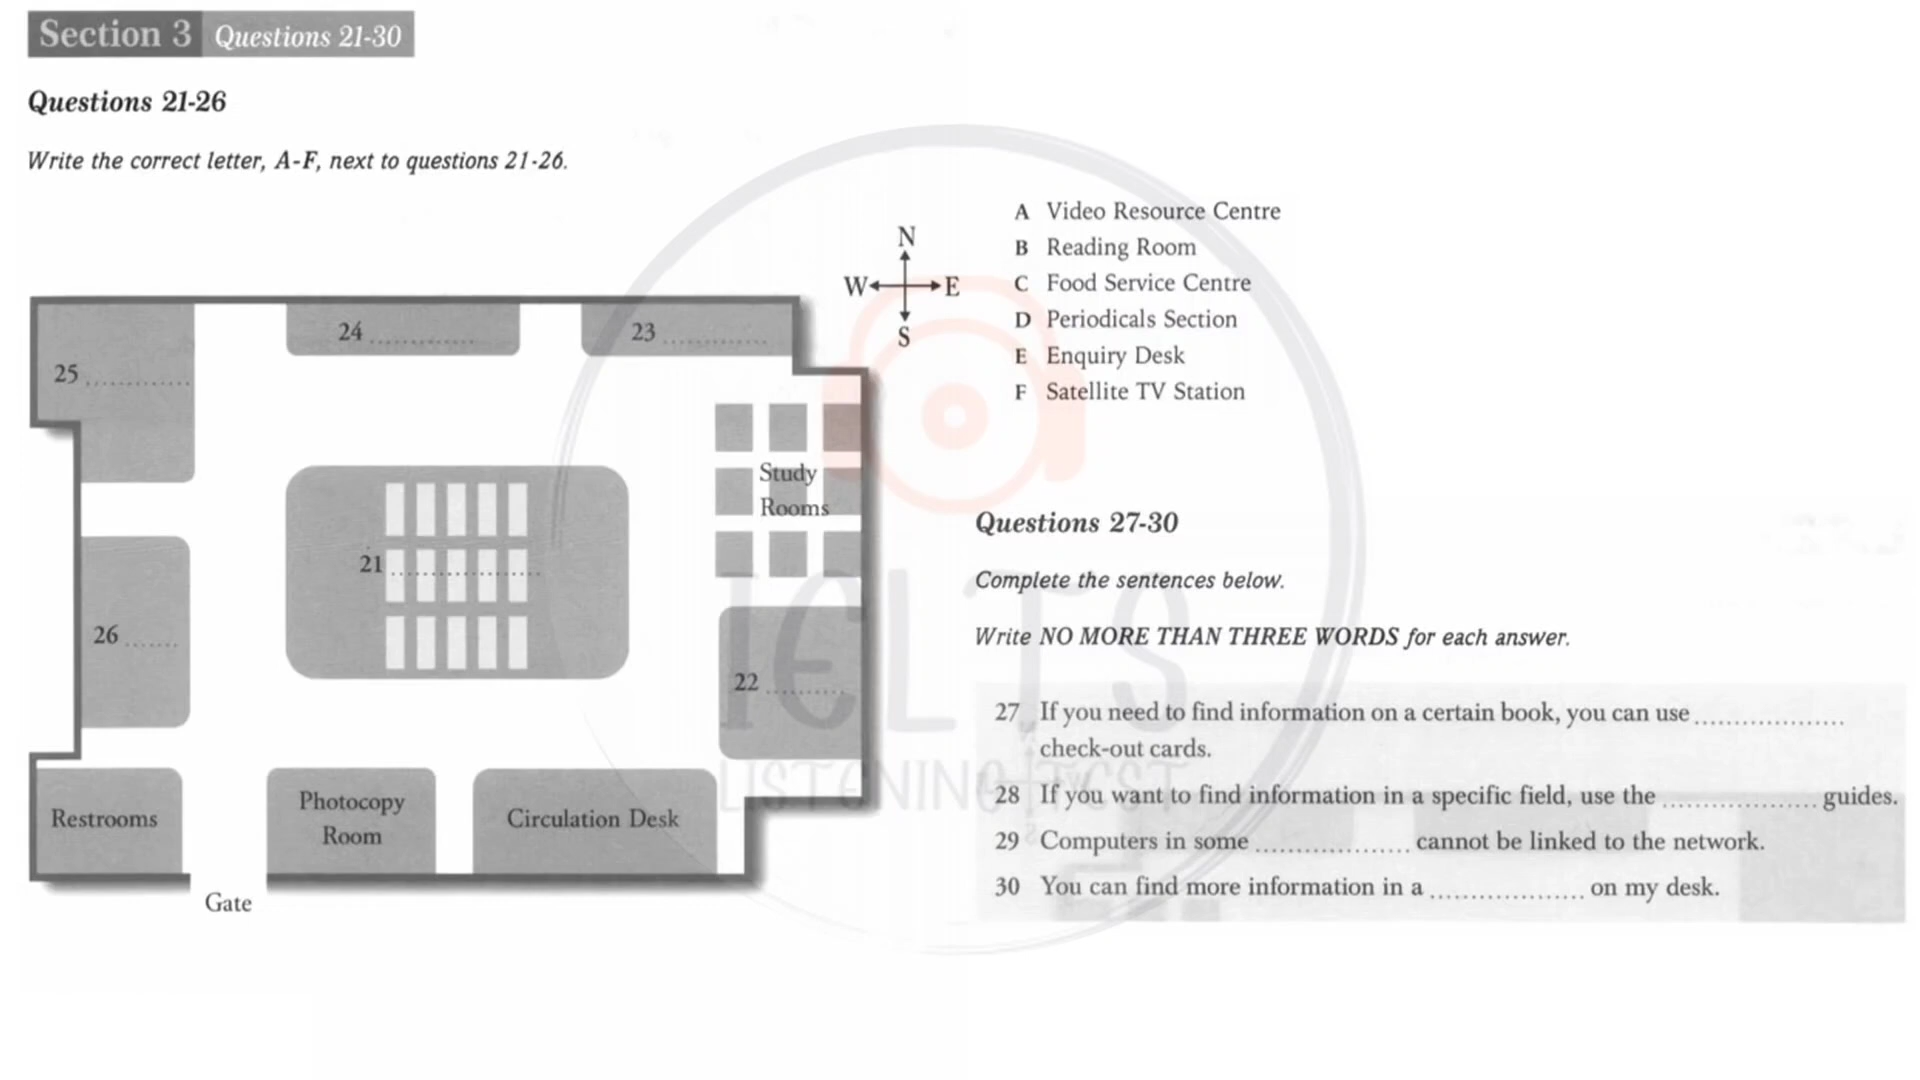 Section 3 Questions 21-30
Questions 21-26
Write the correct letter, A-F, next to questions 21-26.
N
W E
S
A Video Resource Centre
B Reading Room
C Food Service Centre
D Periodicals Section
E Enquiry Desk
F Satellite TV Station
24 ..............
23 ..............
25 ..............
Study
Rooms
21 ....................
26 .......
22 ..........
Restrooms
Photocopy
Room
Circulation Desk
Gate
Questions 27-30
Complete the sentences below.
Write NO MORE THAN THREE WORDS for each answer.
27 If you need to find information on a certain book, you can use ..................
check-out cards.
28 If you want to find information in a specific field, use the .................. guides.
29 Computers in some .................. cannot be linked to the network.
30 You can find more information in a .................. on my desk.
IELTS
LISTENING TEST